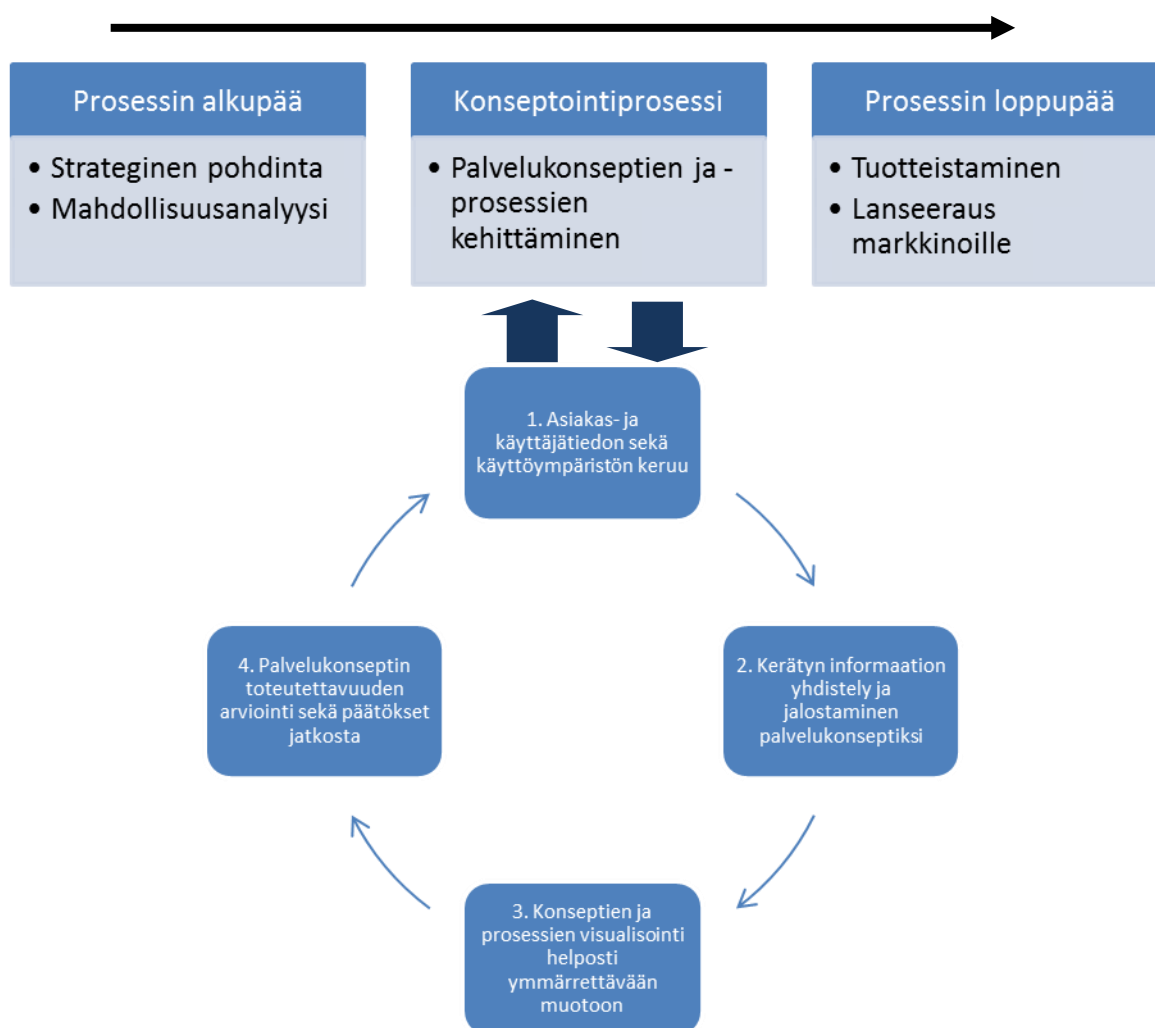 Prosessin alkupää
• Strateginen pohdinta
• Mahdollisuusanalyysi
Konseptointiprosessi
• Palvelukonseptien ja -
prosessien
kehittäminen
Prosessin loppupää
• Tuotteistaminen
• Lanseeraus
markkinoille
1. Asiakas- ja
käyttäjätiedon sekä
käyttöympäristön keruu
2. Kerätyn informaation
yhdistely ja
jalostaminen
palvelukonseptiksi
3. Konseptien ja
prosessien visualisointi
helposti
ymmärrettävään
muotoon
4. Palvelukonseptin
toteutettavuuden
arviointi sekä päätökset
jatkosta